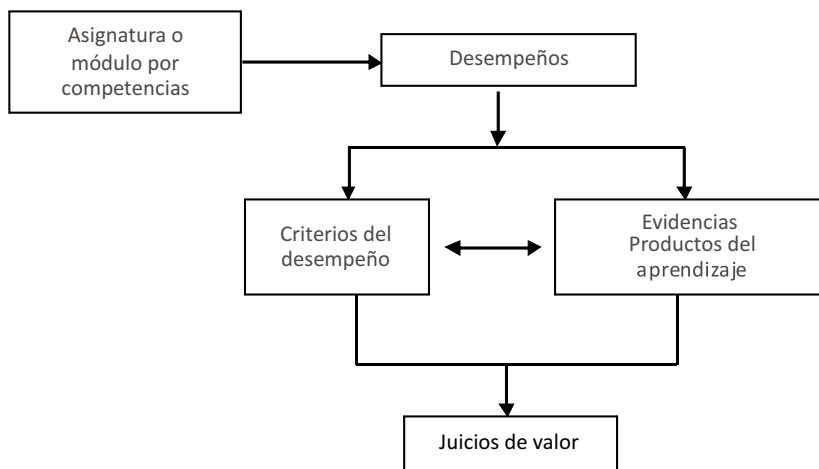 Asignatura o
módulo por
competencias
Desempeños
Criterios del
desempeño
Evidencias
Productos del
aprendizaje
Juicios de valor